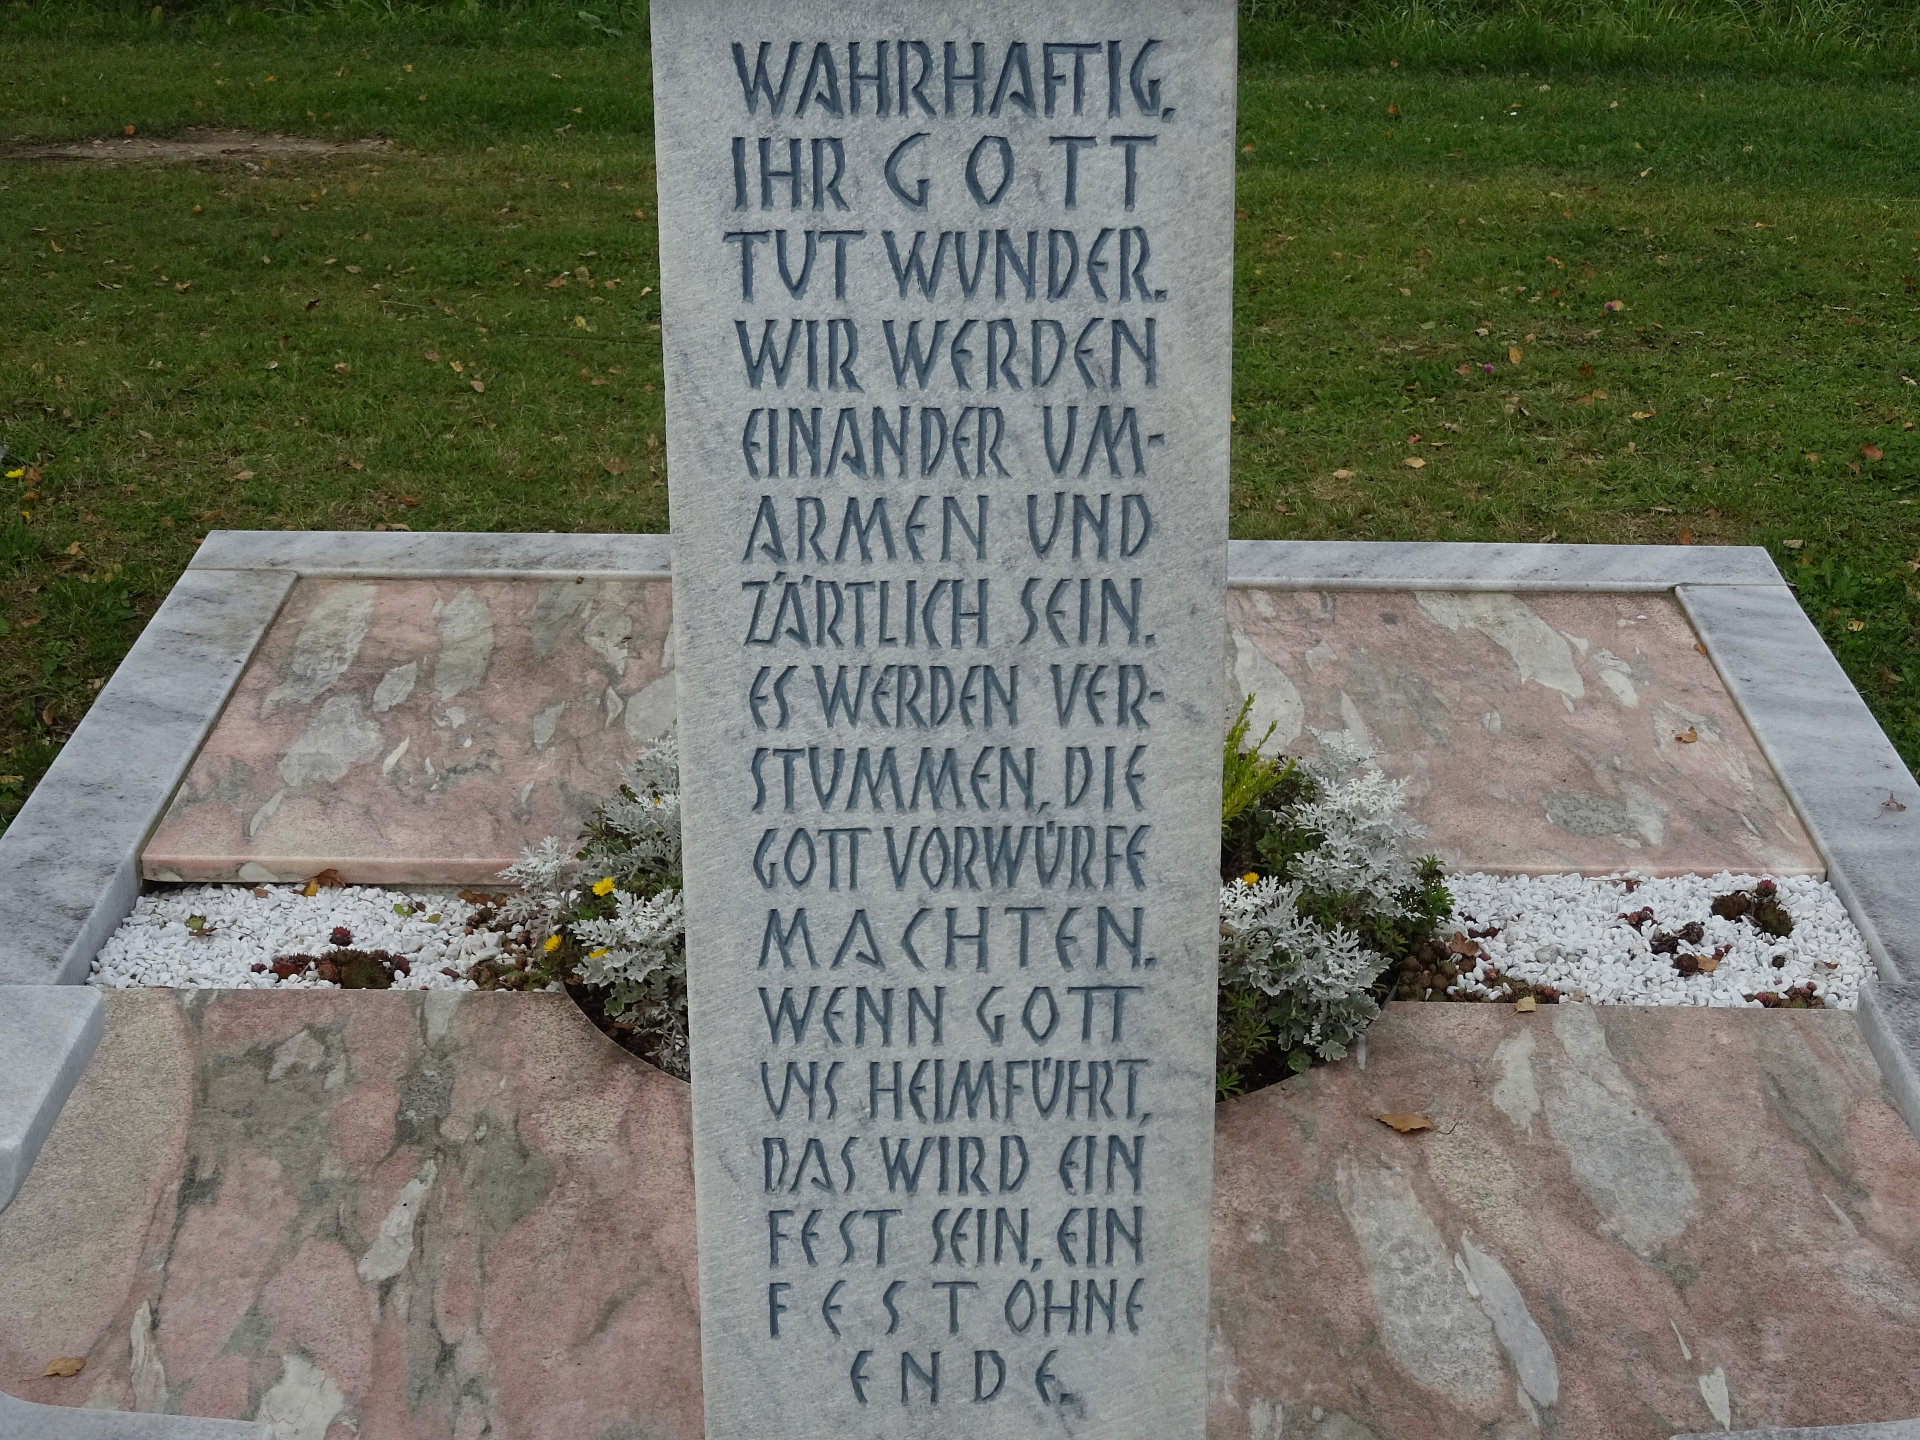 WAHRHAFTIG,
IHR GOTT
TUT WUNDER.
WIR WERDEN
EINANDER UM-
ARMEN UND
ZÄRTLICH SEIN.
ES WERDEN VER-
STUMMEN, DIE
GOTT VORWÜRFE
MACHTEN.
WENN GOTT
UNS HEIMFÜHRT,
DAS WIRD EIN
FEST SEIN, EIN
FEST OHNE
ENDE.